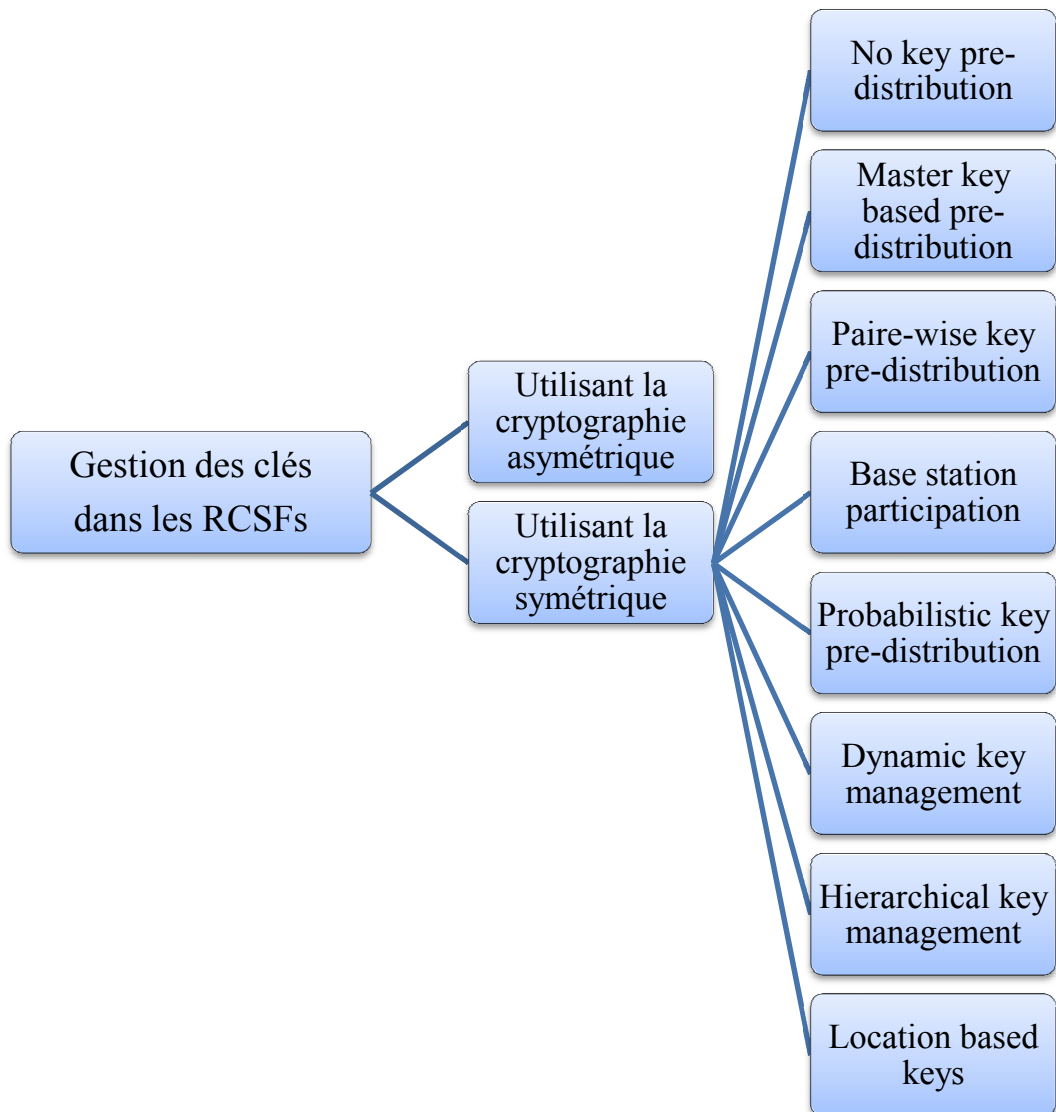 Gestion des clés
dans les RCSFs
Utilisant la
cryptographie
asymétrique
Utilisant la
cryptographie
symétrique
No key pre-
distribution
Master key
based pre-
distribution
Paire-wise key
pre-distribution
Base station
participation
Probabilistic key
pre-distribution
Dynamic key
management
Hierarchical key
management
Location based
keys